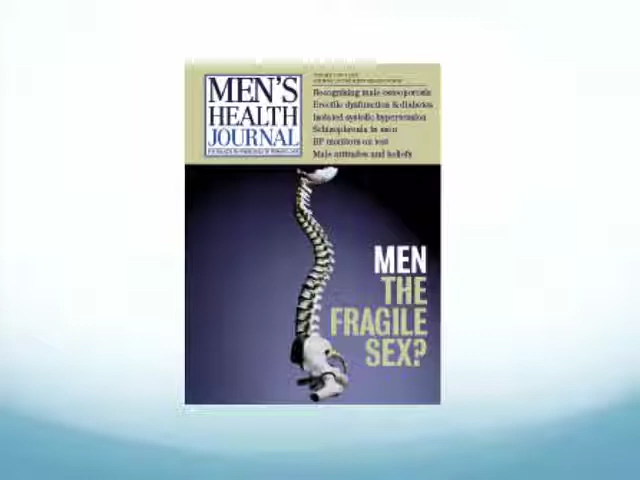 MEN'S
HEALTH
JOURNAL
Recognising male osteoporosis
Erectile dysfunction & diabetes
Isolated systolic hypertension
Schizophrenia in men
BP monitors on test
Male attitudes and beliefs
MEN
THE
FRAGILE
SEX?